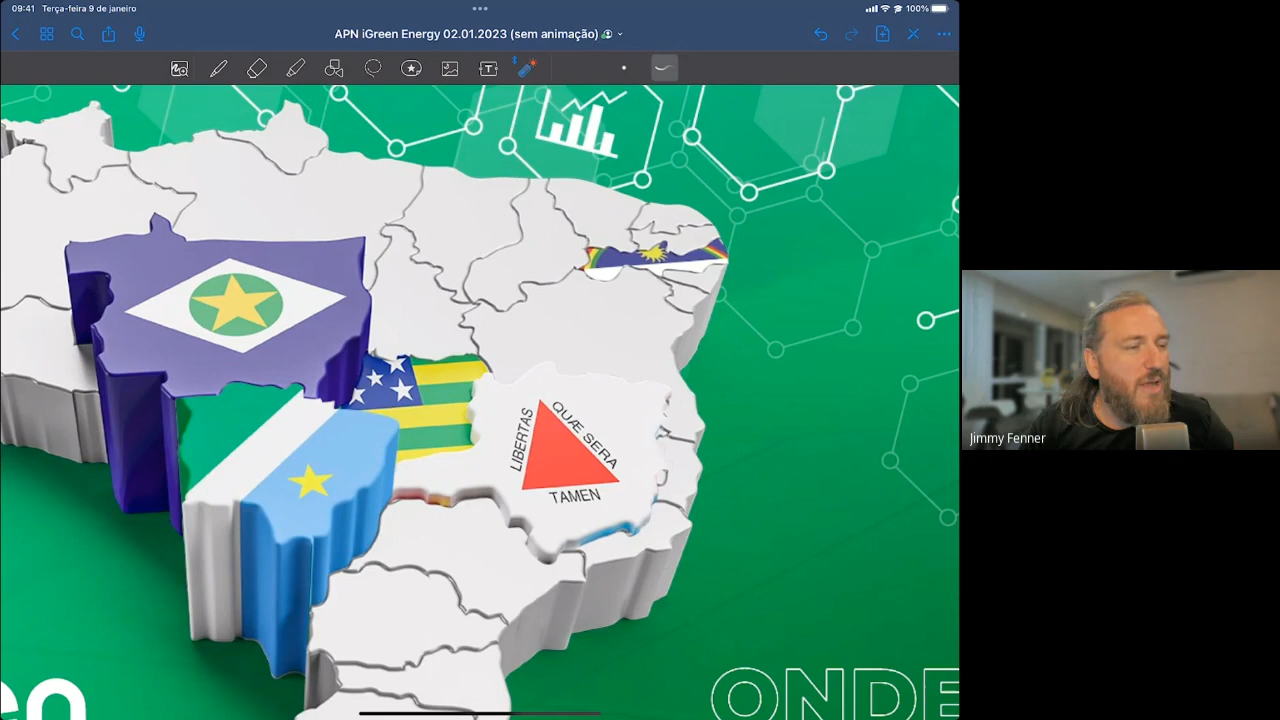 09:41 Terça-feira 9 de janeiro
100%
APN iGreen Energy 02.01.2023 (sem animação)
T
LIBERTAS
QUÆ SERA
TAMEN
Jimmy Fenner
en
ONDE